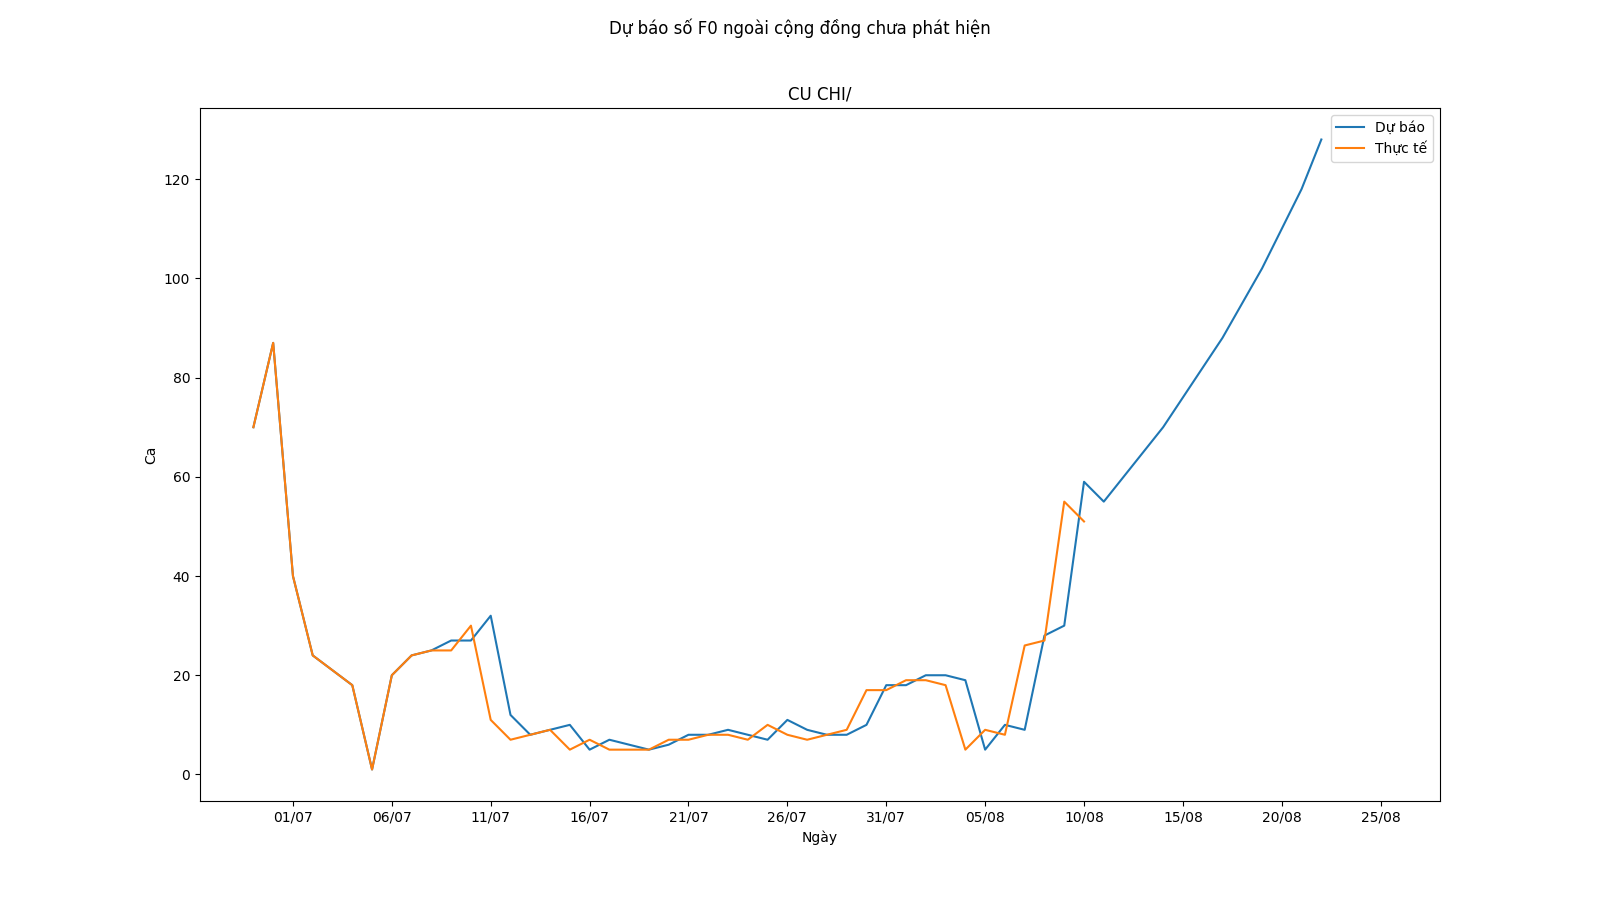 Dự báo số F0 ngoài cộng đồng chưa phát hiện
CU CHI/
Dự báo
Thực tế
120
100
80
60
40
20
0
Ca
01/07 06/07 11/07 16/07 21/07 26/07 31/07 05/08 10/08 15/08 20/08 25/08
Ngày